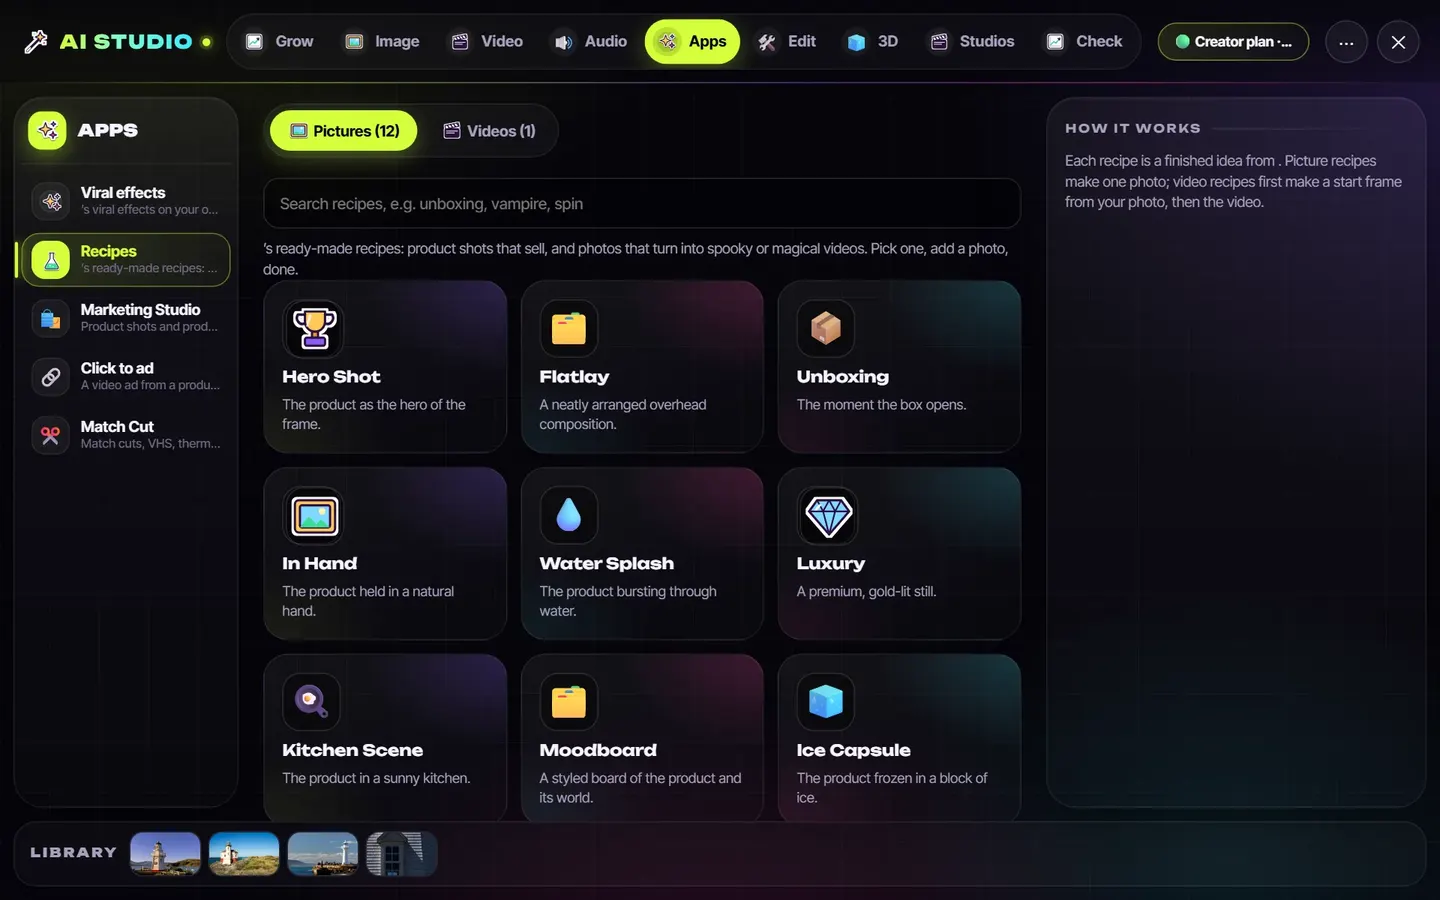 AI STUDIO
Grow
Image
Video
Audio
Apps
Edit
3D
Studios
Check
Creator plan ·...
...
APPS
Viral effects
's viral effects on your o...
Recipes
's ready-made recipes: ...
Marketing Studio
Product shots and prod...
Click to ad
A video ad from a produ...
Match Cut
Match cuts, VHS, therm...
Pictures (12)
Videos (1)
Search recipes, e.g. unboxing, vampire, spin
's ready-made recipes: product shots that sell, and photos that turn into spooky or magical videos. Pick one, add a photo,
done.
Hero Shot
The product as the hero of the
frame.
Flatlay
A neatly arranged overhead
composition.
Unboxing
The moment the box opens.
In Hand
The product held in a natural
hand.
Water Splash
The product bursting through
water.
Luxury
A premium, gold-lit still.
Kitchen Scene
The product in a sunny kitchen.
Moodboard
A styled board of the product and
its world.
Ice Capsule
The product frozen in a block of
ice.
HOW IT WORKS
Each recipe is a finished idea from . Picture recipes
make one photo; video recipes first make a start frame
from your photo, then the video.
LIBRARY